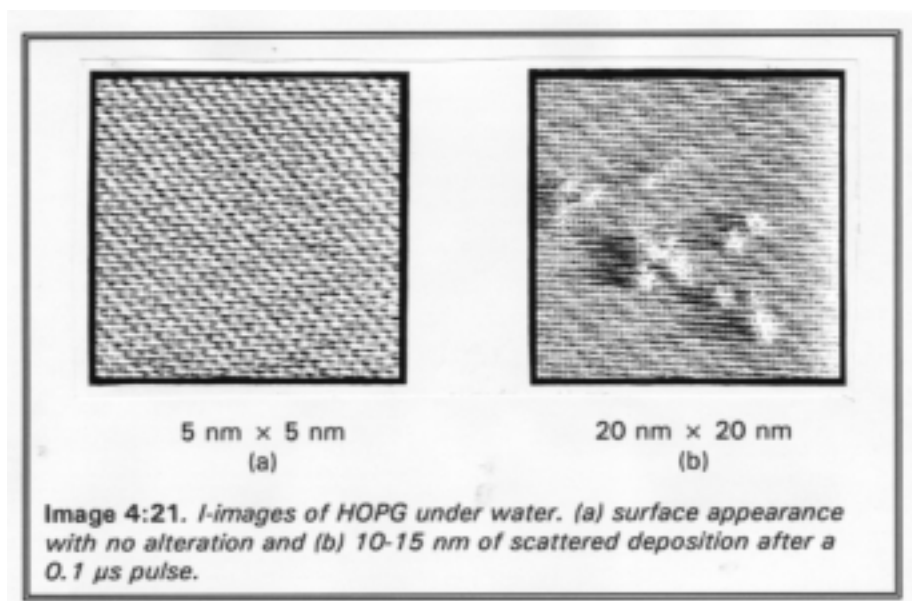 5 nm × 5 nm
20 nm × 20 nm
(a)
(b)
Image 4:21. I-images of HOPG under water. (a) surface appearance
with no alteration and (b) 10-15 nm of scattered deposition after a
0.1 μs pulse.